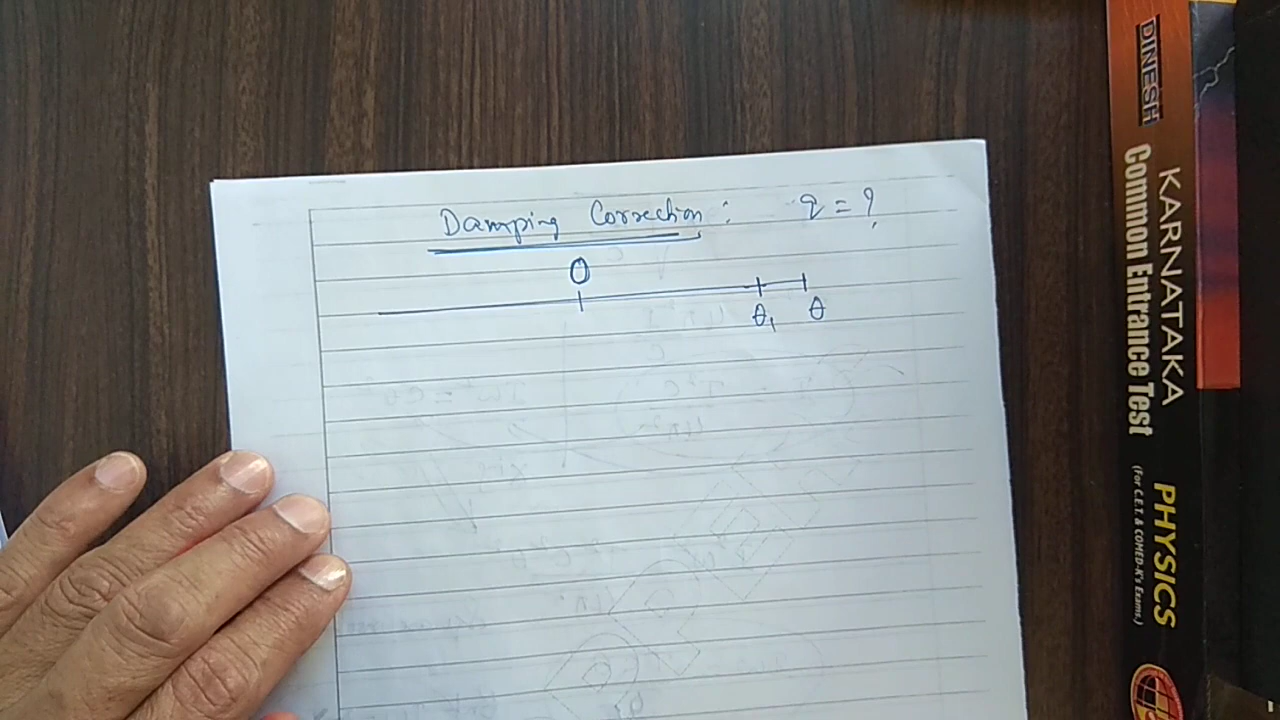 Damping Correction : q = ?
0
θ₁ θ
DINESH
KARNATAKA
Common Entrance Test
PHYSICS
(For C.E.T. & COMED-K's Exams.)